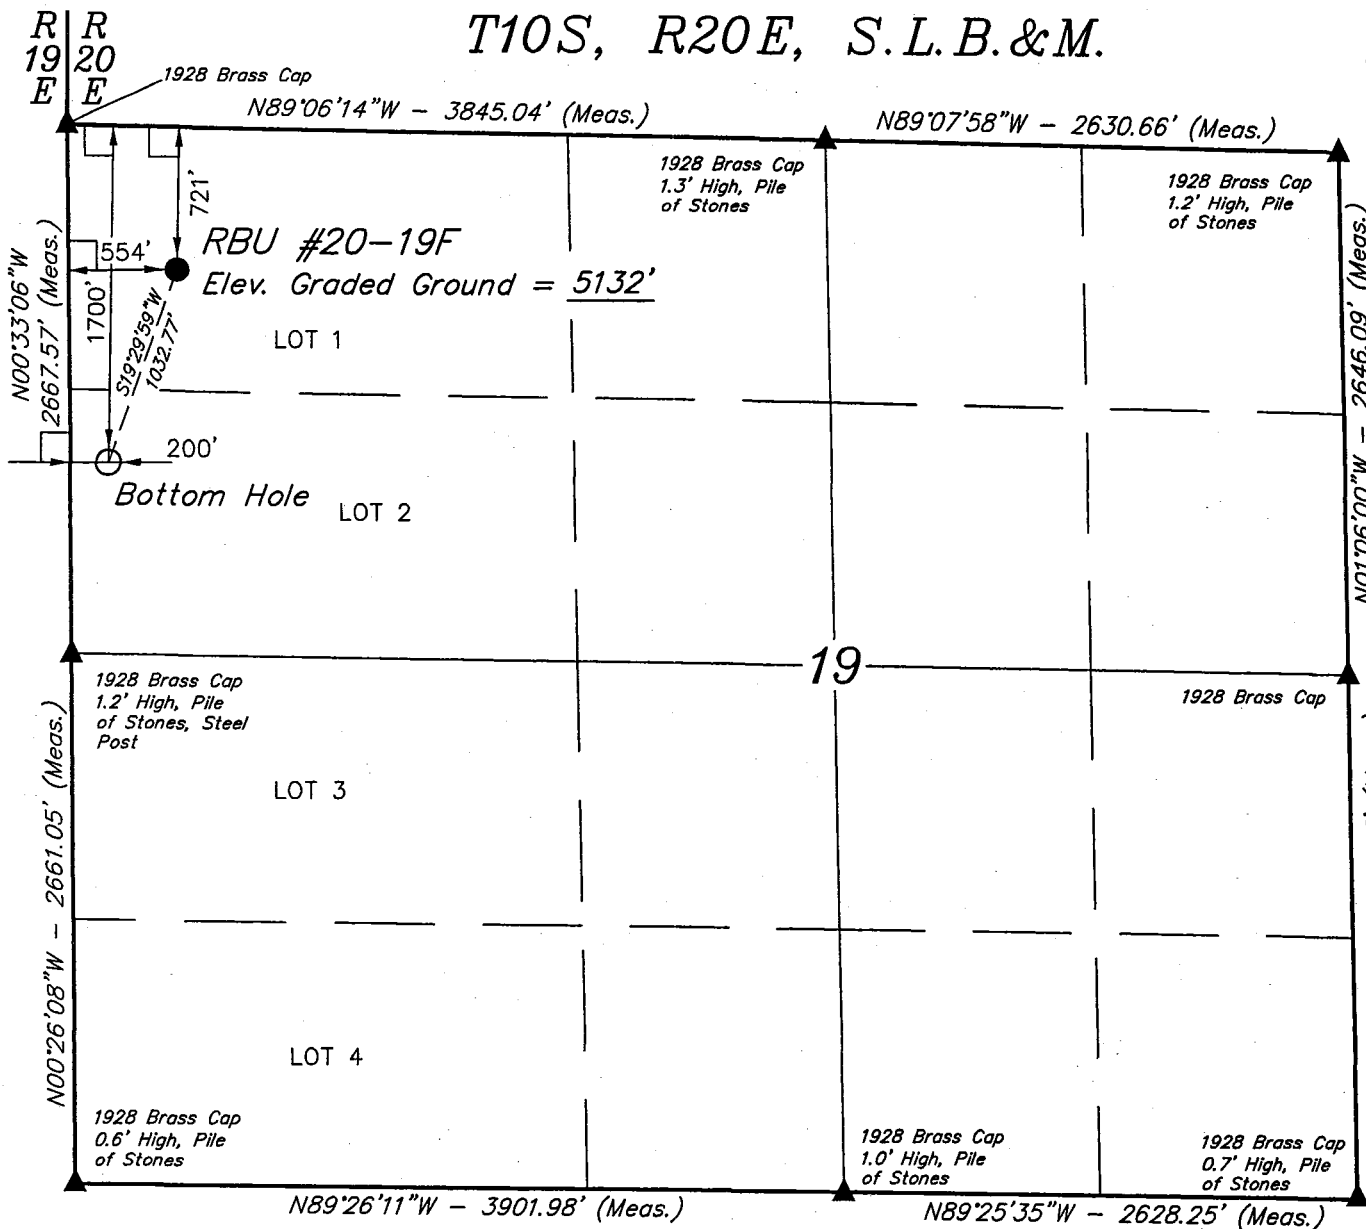 T10S, R20E, S.L.B.&M.
R R
19 20
E E
1928 Brass Cap
N89°06'14"W - 3845.04' (Meas.)
N89°07'58"W - 2630.66' (Meas.)
1928 Brass Cap
1.3' High, Pile
of Stones
1928 Brass Cap
1.2' High, Pile
of Stones
721'
554'
1700'
RBU #20-19F
Elev. Graded Ground = 5132'
N00°33'06"W
2667.57' (Meas.)
S19°29'59"W
1032.77'
LOT 1
200'
Bottom Hole
LOT 2
N01°06'00"W - 2646.09' (Meas.)
19
1928 Brass Cap
1.2' High, Pile
of Stones, Steel
Post
1928 Brass Cap
LOT 3
N00°26'08"W - 2661.05' (Meas.)
LOT 4
1928 Brass Cap
0.6' High, Pile
of Stones
1928 Brass Cap
1.0' High, Pile
of Stones
1928 Brass Cap
0.7' High, Pile
of Stones
N89°26'11"W - 3901.98' (Meas.)
N89°25'35"W - 2628.25' (Meas.)